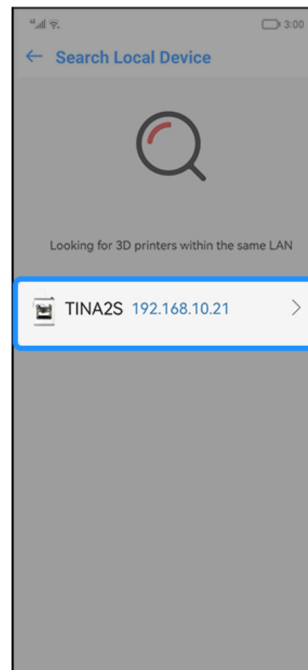 3:00
Search Local Device
Looking for 3D printers within the same LAN
TINA2S 192.168.10.21